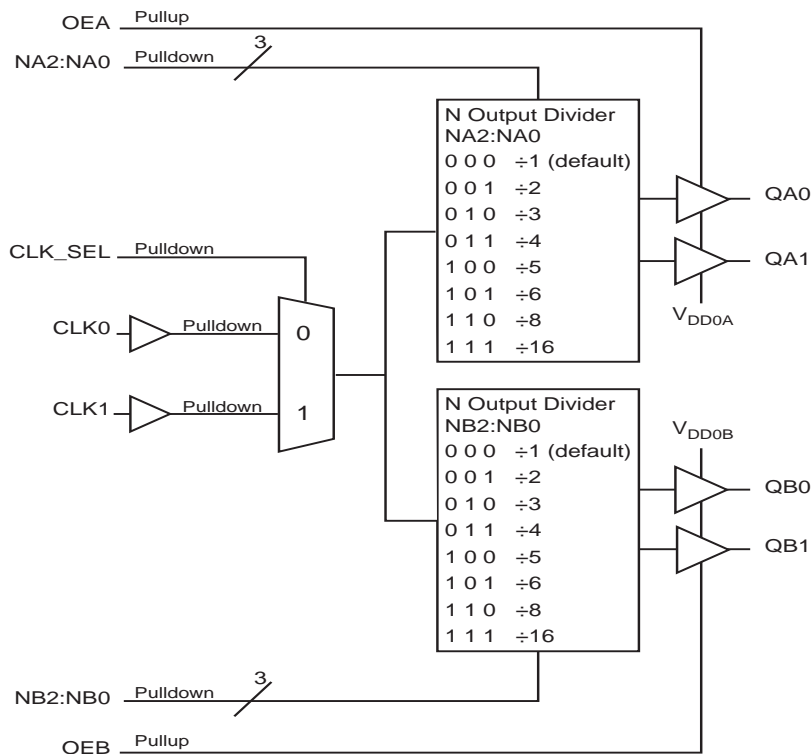 OEA Pullup
3
NA2:NA0 Pulldown
N Output Divider
NA2:NA0
0 0 0 ÷1 (default)
0 0 1 ÷2
0 1 0 ÷3
0 1 1 ÷4
1 0 0 ÷5
1 0 1 ÷6
1 1 0 ÷8
1 1 1 ÷16
QA0
QA1
VDD0A
CLK_SEL Pulldown
CLK0 Pulldown 0
CLK1 Pulldown 1
N Output Divider
NB2:NB0
0 0 0 ÷1 (default)
0 0 1 ÷2
0 1 0 ÷3
0 1 1 ÷4
1 0 0 ÷5
1 0 1 ÷6
1 1 0 ÷8
1 1 1 ÷16
VDD0B
QB0
QB1
3
NB2:NB0 Pulldown
OEB Pullup